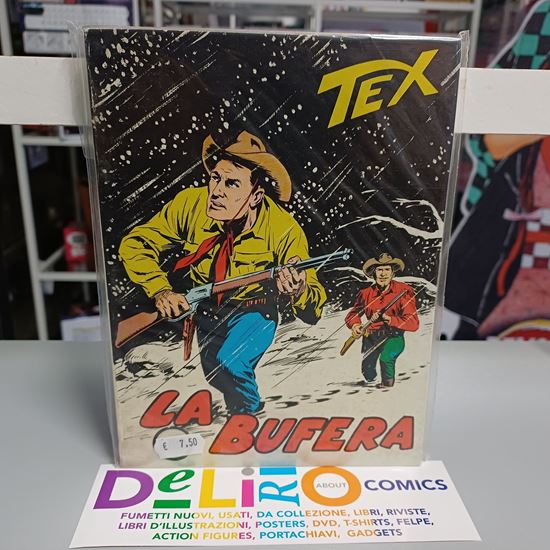 TEX
LA
BUFERA
€ 7,50
DeLiRiO ABOUT COMICS
FUMETTI NUOVI, USATI, DA COLLEZIONE, LIBRI, RIVISTE,
LIBRI D'ILLUSTRAZIONI, POSTERS, DVD, T-SHIRTS, FELPE,
ACTION FIGURES, PORTACHIAVI, GADGETS